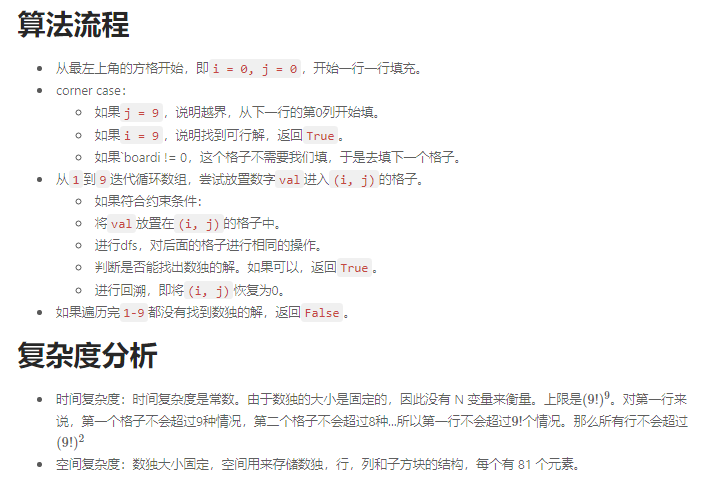 算法流程
从最左上角的方格开始，即 i = 0, j = 0 ，开始一行一行填充。
corner case：
如果 j = 9 ，说明越界，从下一行的第0列开始填。
如果 i = 9 ，说明找到可行解，返回 True 。
如果`boardi != 0，这个格子不需要我们填，于是去填下一个格子。
从 1 到 9 迭代循环数组，尝试放置数字 val 进入 (i, j) 的格子。
如果符合约束条件：
将 val 放置在 (i, j) 的格子中。
进行dfs，对后面的格子进行相同的操作。
判断是否能找出数独的解。如果可以，返回 True 。
进行回溯，即将 (i, j) 恢复为0。
如果遍历完 1-9 都没有找到数独的解，返回 False 。
复杂度分析
时间复杂度：时间复杂度是常数。由于数独的大小是固定的，因此没有 N 变量来衡量。上限是(9!)⁹。对第一行来
说，第一个格子不会超过9种情况，第二个格子不会超过8种...所以第一行不会超过9!个情况。那么所有行不会超过
(9!)²
空间复杂度：数独大小固定，空间用来存储数独，行，列和子方块的结构，每个有 81 个元素。